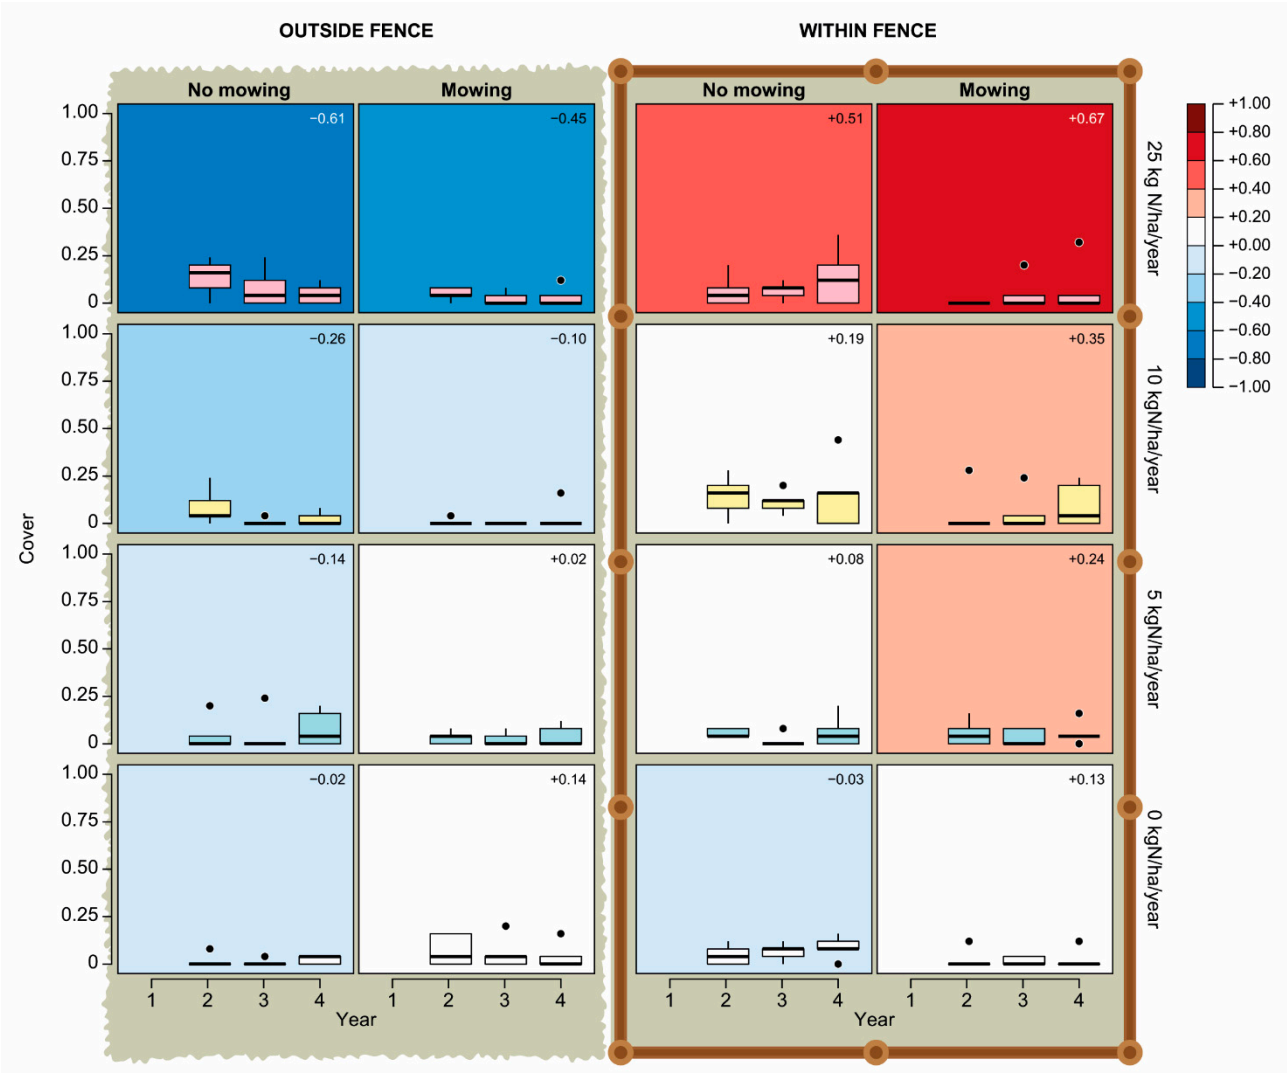 OUTSIDE FENCE
WITHIN FENCE
No mowing
Mowing
No mowing
Mowing
1.00
0.75
0.50
0.25
0
−0.61
−0.45
+0.51
+0.67
25 kg N/ha/year
1.00
0.75
0.50
0.25
0
−0.26
−0.10
+0.19
+0.35
10 kgN/ha/year
Cover
1.00
0.75
0.50
0.25
0
−0.14
+0.02
+0.08
+0.24
5 kgN/ha/year
1.00
0.75
0.50
0.25
0
−0.02
+0.14
−0.03
+0.13
0 kgN/ha/year
1 2 3 4
1 2 3 4
1 2 3 4
1 2 3 4
Year
Year
+1.00
+0.80
+0.60
+0.40
+0.20
+0.00
−0.20
−0.40
−0.60
−0.80
−1.00